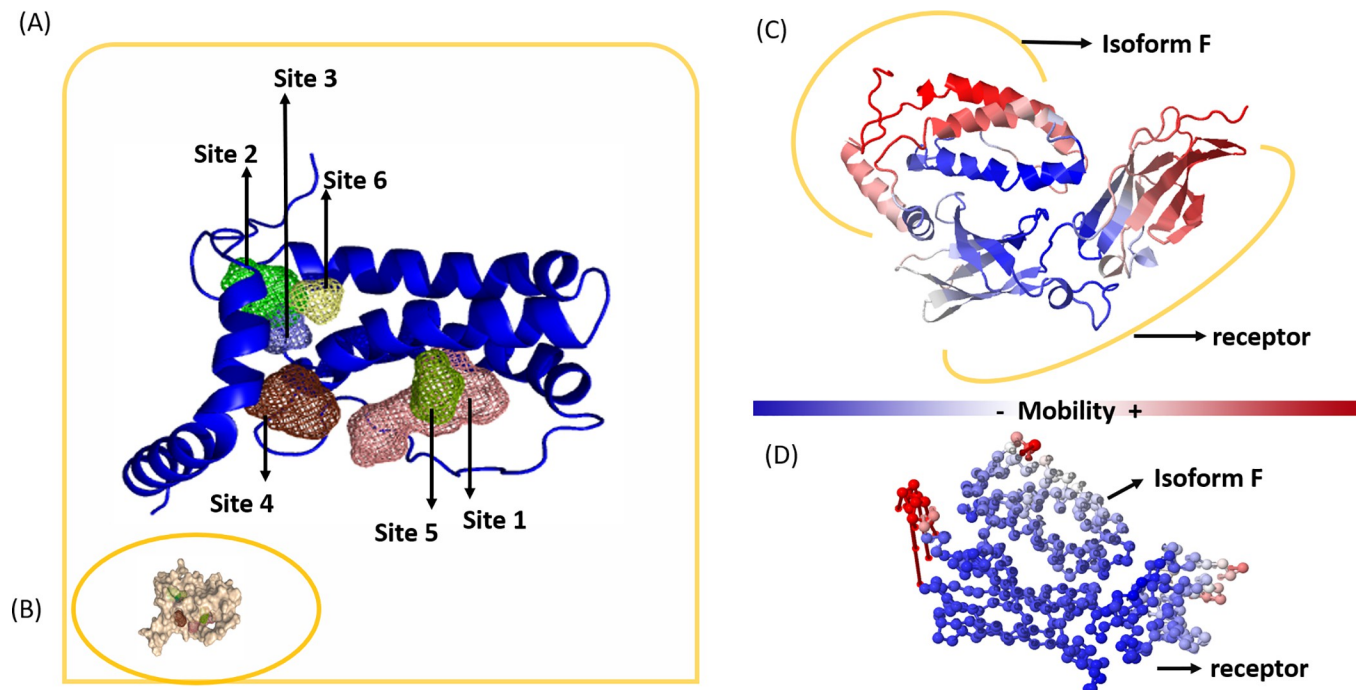 (A)
Site 3
Site 2
Site 6
Site 4
Site 5
Site 1
(B)
(C)
Isoform F
receptor
- Mobility +
(D)
Isoform F
receptor